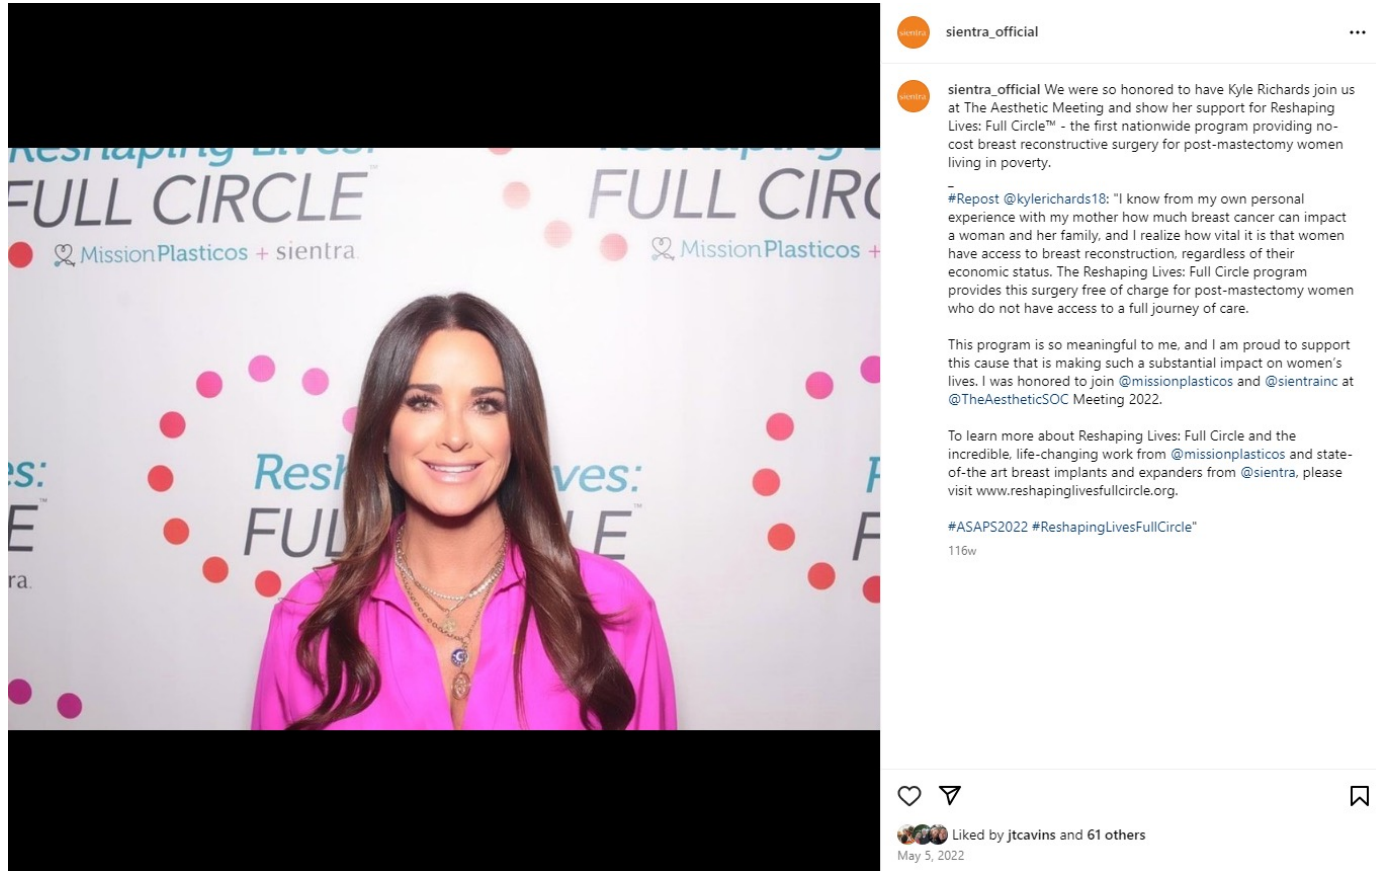 Reshaping Lives:
FULL CIRCLE™
MissionPlasticos + sientra.
Reshaping L
FULL CIRC
MissionPlasticos +
es:
E™
ra.
Resh ves:
FUL LE™
R
F
sientra
sientra_official
sientra
sientra_official We were so honored to have Kyle Richards join us
at The Aesthetic Meeting and show her support for Reshaping
Lives: Full Circle™ - the first nationwide program providing no-
cost breast reconstructive surgery for post-mastectomy women
living in poverty.
_
#Repost @kylerichards18: "I know from my own personal
experience with my mother how much breast cancer can impact
a woman and her family, and I realize how vital it is that women
have access to breast reconstruction, regardless of their
economic status. The Reshaping Lives: Full Circle program
provides this surgery free of charge for post-mastectomy women
who do not have access to a full journey of care.
This program is so meaningful to me, and I am proud to support
this cause that is making such a substantial impact on women's
lives. I was honored to join @missionplasticos and @sientrainc at
@TheAestheticSOC Meeting 2022.
To learn more about Reshaping Lives: Full Circle and the
incredible, life-changing work from @missionplasticos and state-
of-the art breast implants and expanders from @sientra, please
visit www.reshapinglivesfullcircle.org.
#ASAPS2022 #ReshapingLivesFullCircle"
116w
Liked by jtcavins and 61 others
May 5, 2022